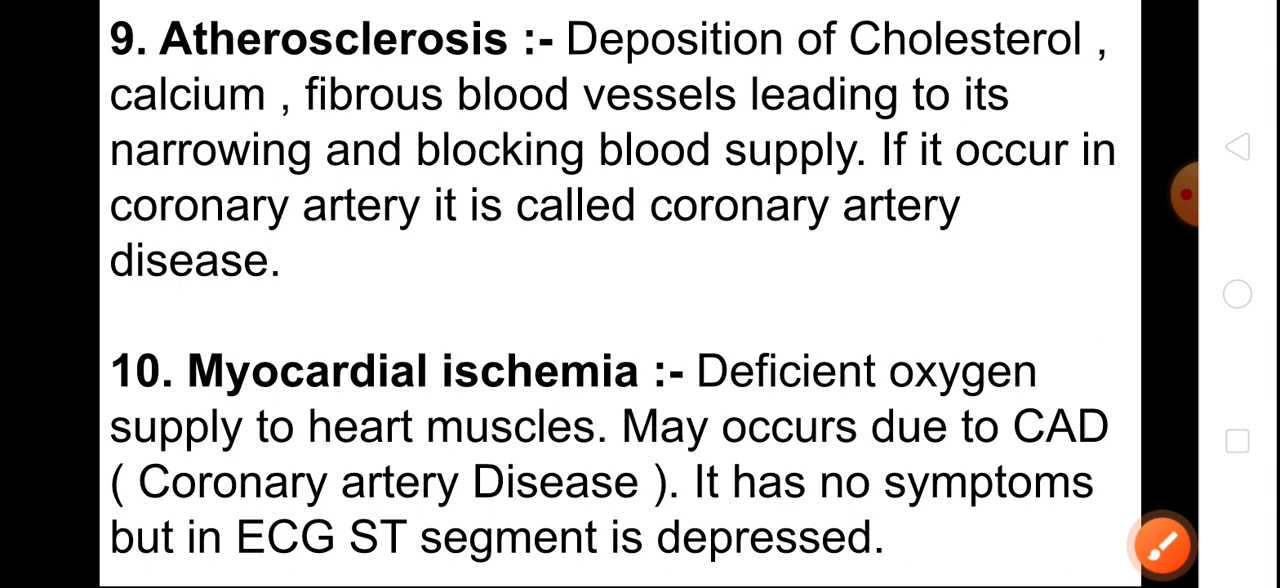 9. Atherosclerosis :- Deposition of Cholesterol ,
calcium , fibrous blood vessels leading to its
narrowing and blocking blood supply. If it occur in
coronary artery it is called coronary artery
disease.
10. Myocardial ischemia :- Deficient oxygen
supply to heart muscles. May occurs due to CAD
( Coronary artery Disease ). It has no symptoms
but in ECG ST segment is depressed.